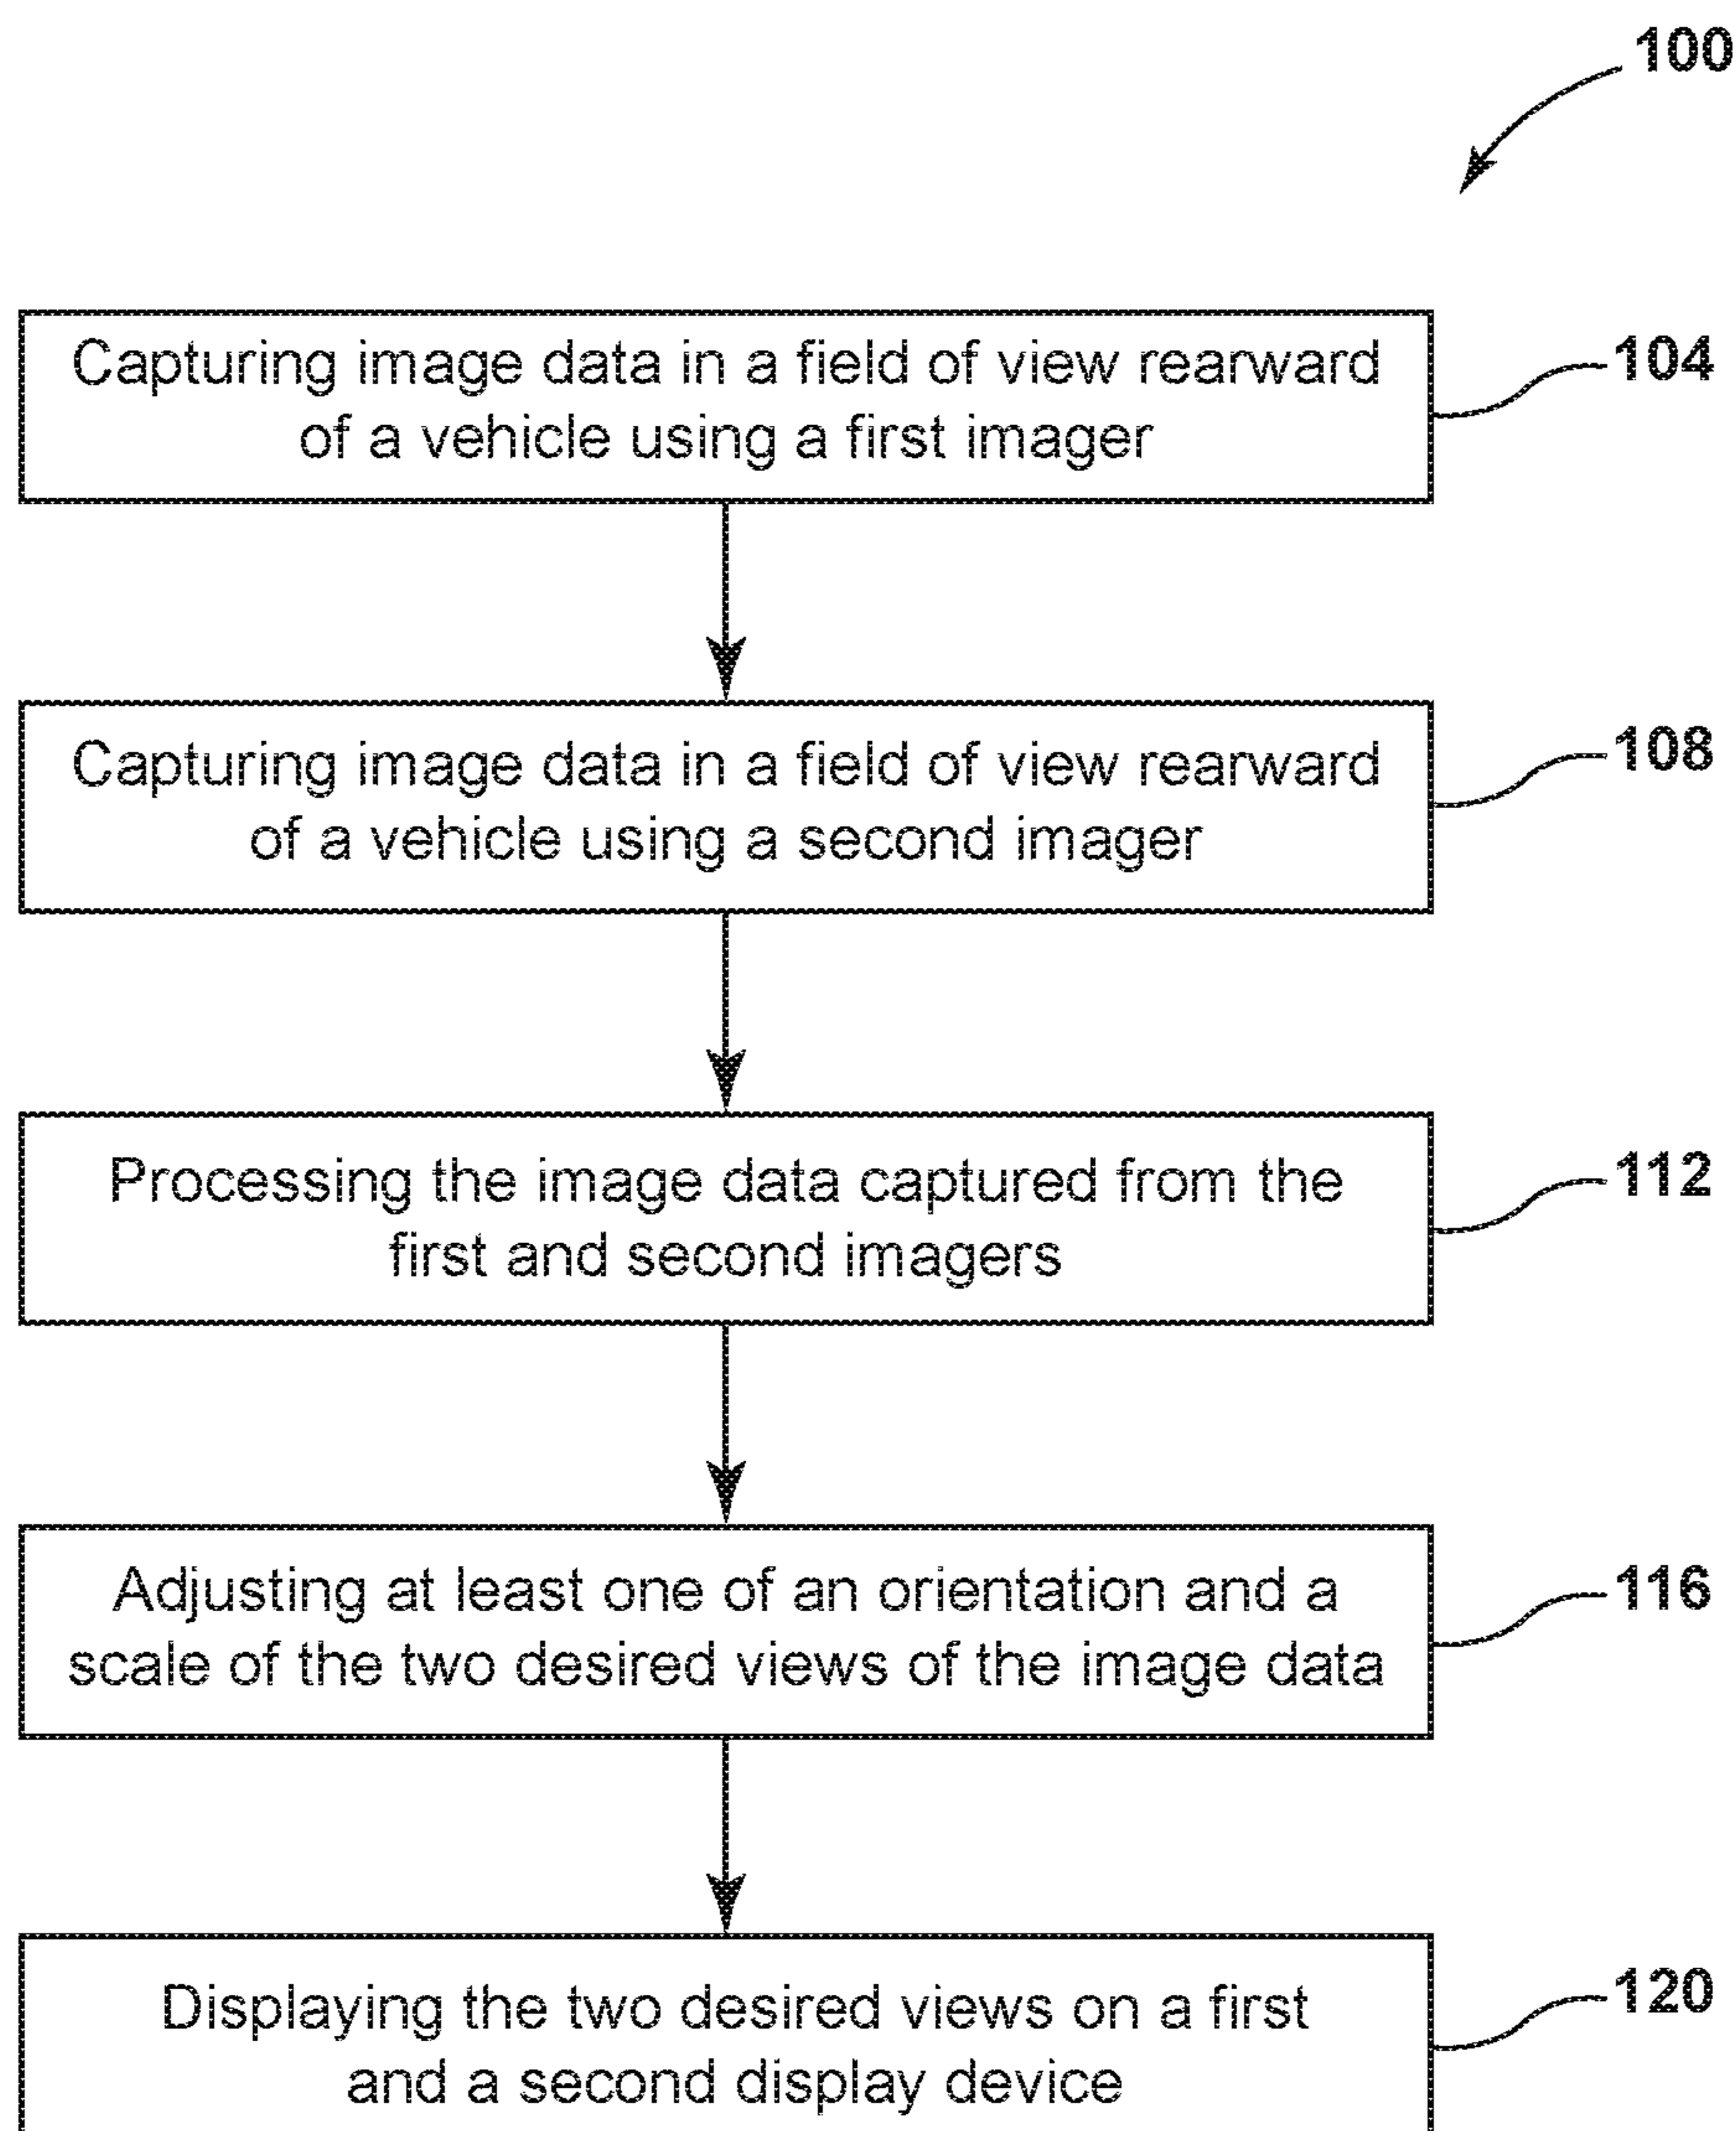 100
Capturing image data in a field of view rearward
of a vehicle using a first imager
104
Capturing image data in a field of view rearward
of a vehicle using a second imager
108
Processing the image data captured from the
first and second imagers
112
Adjusting at least one of an orientation and a
scale of the two desired views of the image data
116
Displaying the two desired views on a first
and a second display device
120